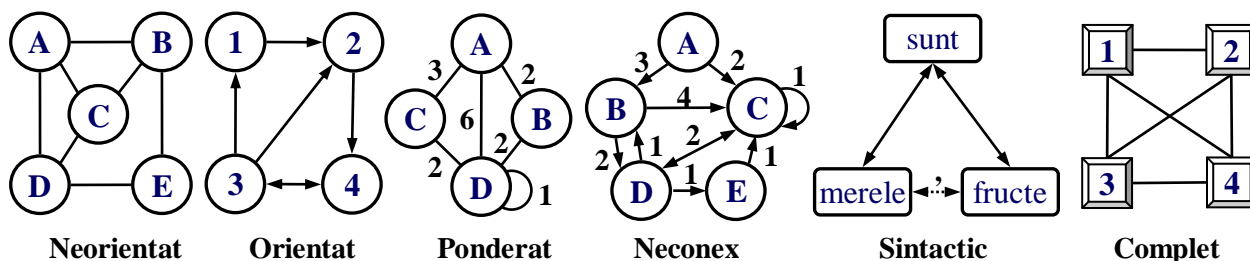 A B 1 2 A 3 2 C 6 B 2 2 D 1 A 3 2 1 B 4 C 2 1 2 1 1 D E sunt merele , fructe 1 2 3 4
C
D E 3 4
Neorientat Orientat Ponderat Neconex Sintactic Complet